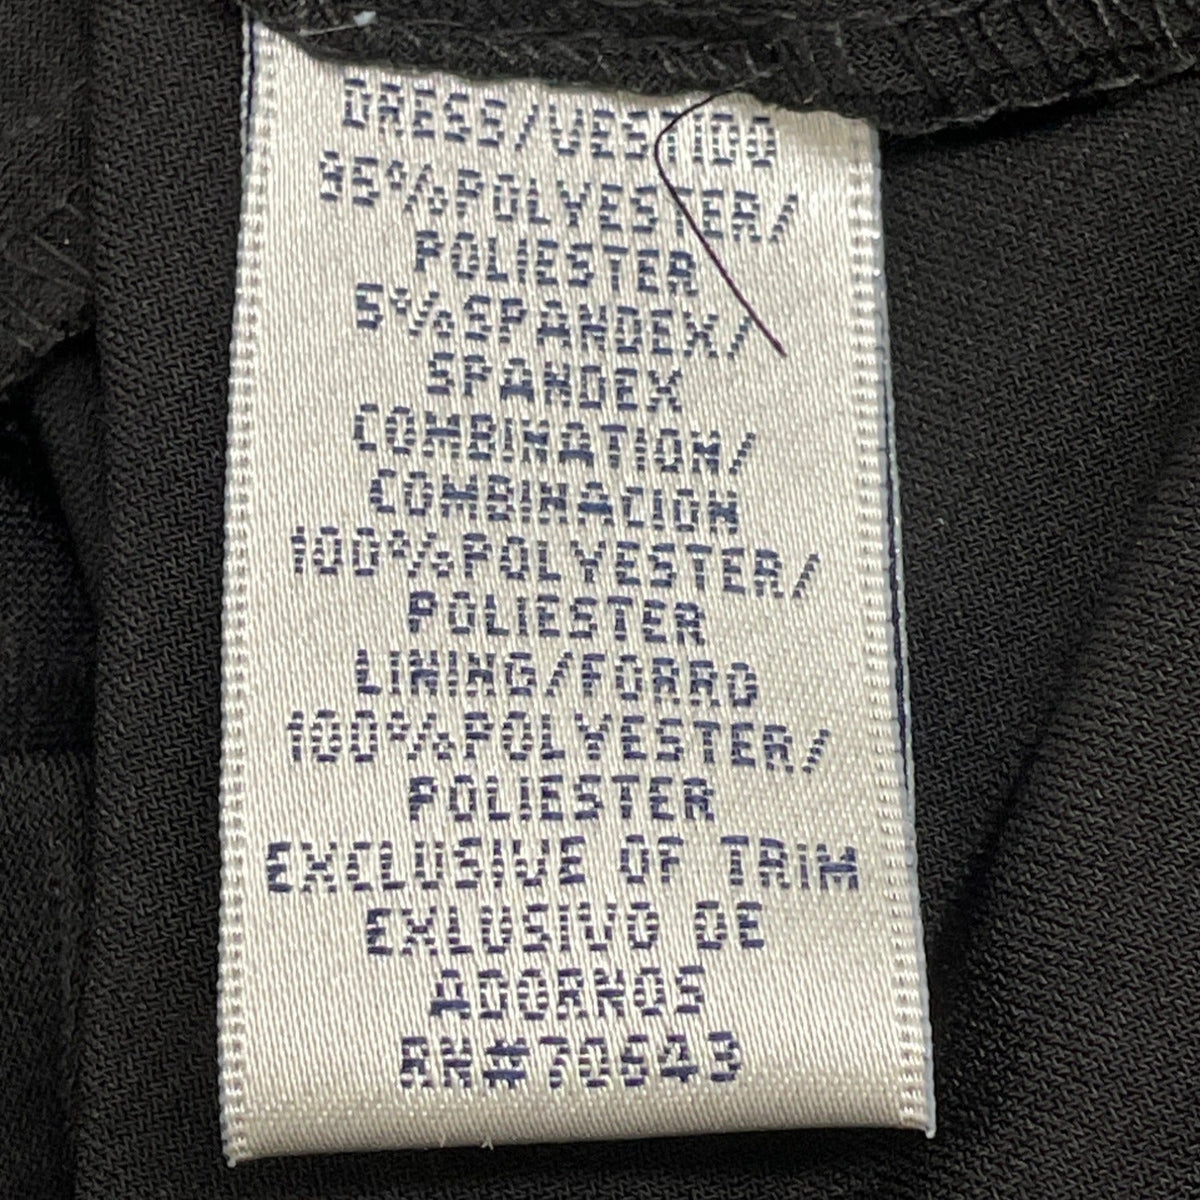 DRESS/VESTIDO
95%POLYESTER/
POLIESTER
5%SPANDEX/
SPANDEX
COMBINATION/
COMBINACION
100%POLYESTER/
POLIESTER
LINING/FORRO
100%POLYESTER/
POLIESTER
EXCLUSIVE OF TRIM
EXLUSIVO DE
ADORNOS
RN#70543